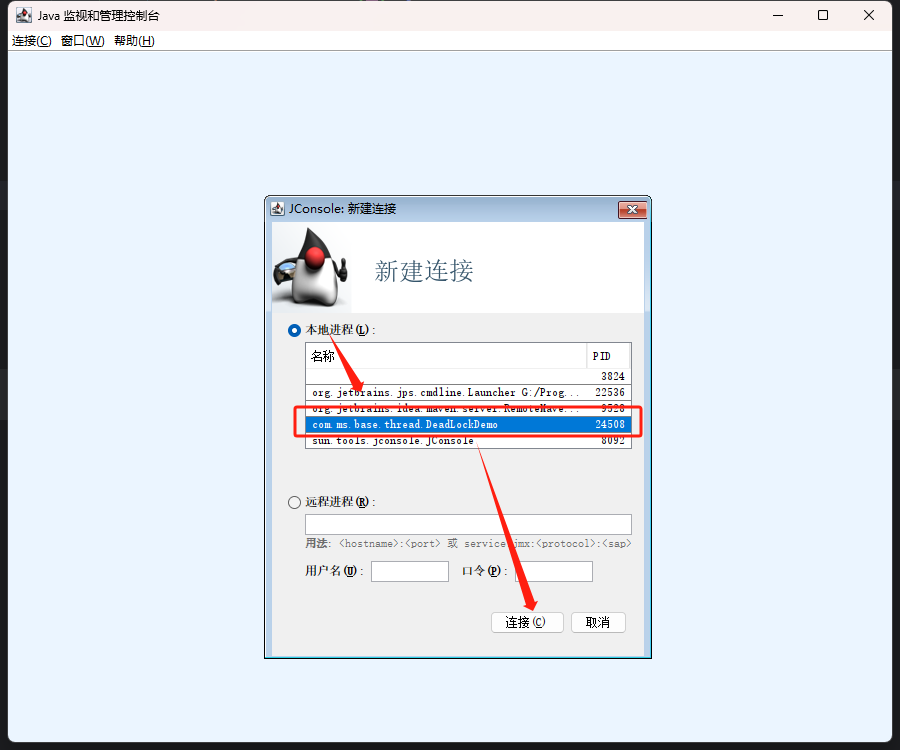 Java 监视和管理控制台
连接(C) 窗口(W) 帮助(H)
JConsole: 新建连接
新建连接
本地进程(L):
名称 PID
3824
org.jetbrains.jps.cmdline.Launcher G:/Prog... 22536
org.jetbrains.idea.maven.server.RemoteMave... 9528
com.ms.base.thread.DeadLockDemo 24508
sun.tools.jconsole.JConsole 8092
远程进程(R):
用法: <hostname>:<port> 或 service:jmx:<protocol>:<sap>
用户名(U): 口令(P):
连接(C) 取消